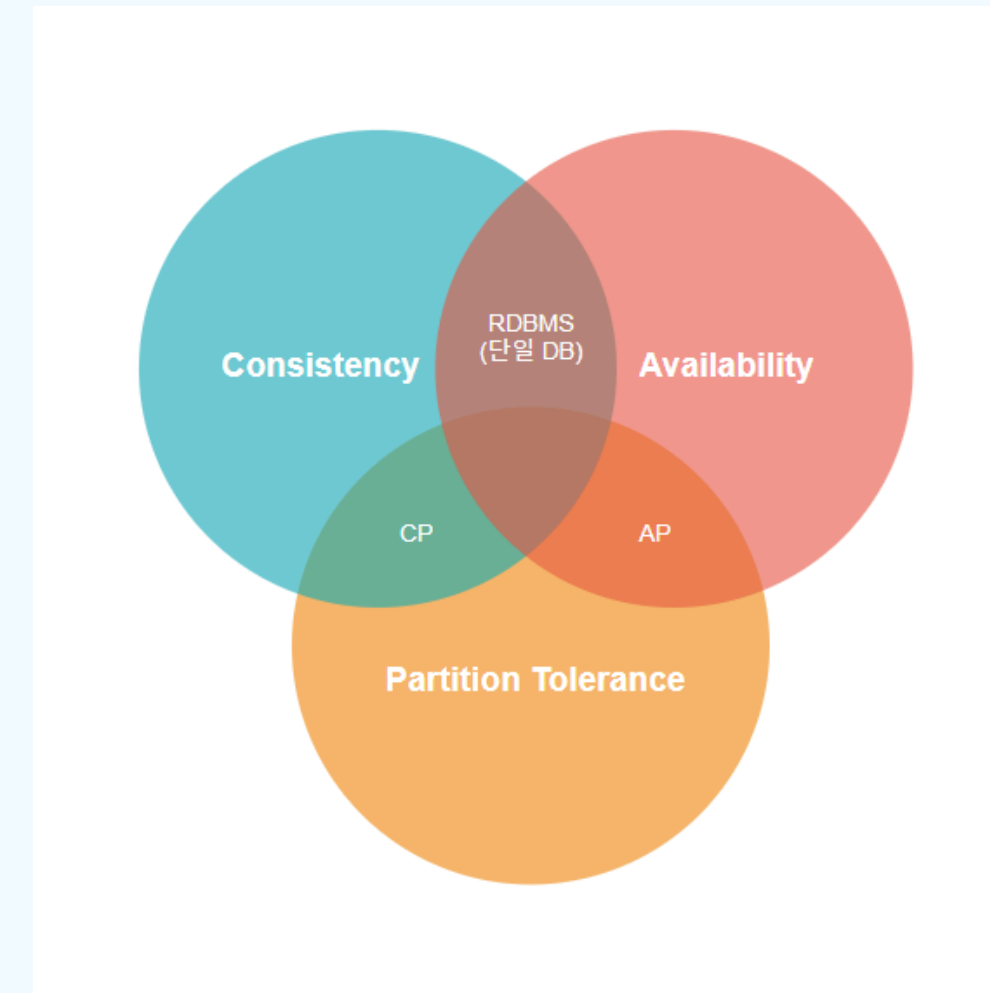 RDBMS
(단일 DB)
Consistency
Availability
CP
AP
Partition Tolerance